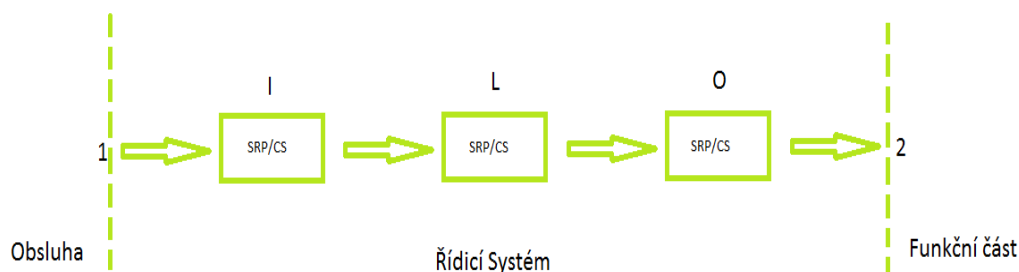 I L O
1 SRP/CS SRP/CS SRP/CS 2
Obsluha Řídicí Systém Funkční část